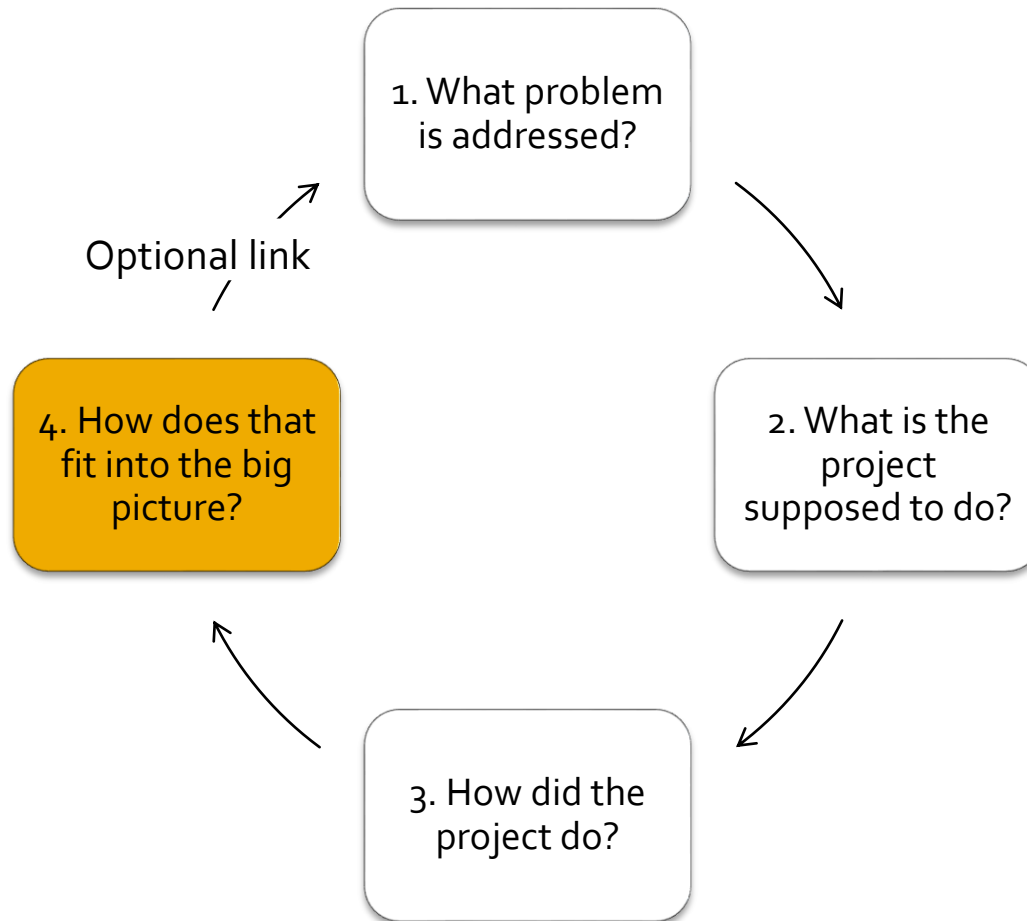 1. What problem
is addressed?
Optional link
4. How does that
fit into the big
picture?
2. What is the
project
supposed to do?
3. How did the
project do?